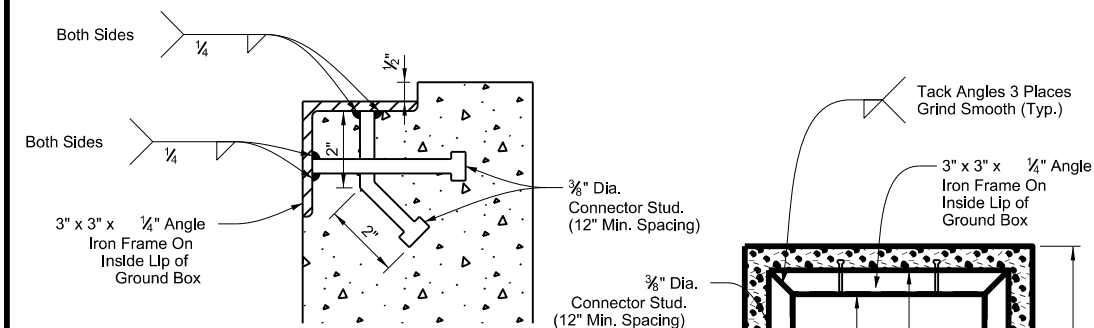 Both Sides
1/4
1/2"
2"
Both Sides
1/4
3" x 3" x 1/4" Angle
Iron Frame On
Inside Lip of
Ground Box
2"
3/8" Dia.
Connector Stud.
(12" Min. Spacing)
Tack Angles 3 Places
Grind Smooth (Typ.)
3" x 3" x 1/4" Angle
Iron Frame On
Inside Lip of
Ground Box
3/8" Dia.
Connector Stud.
(12" Min. Spacing)